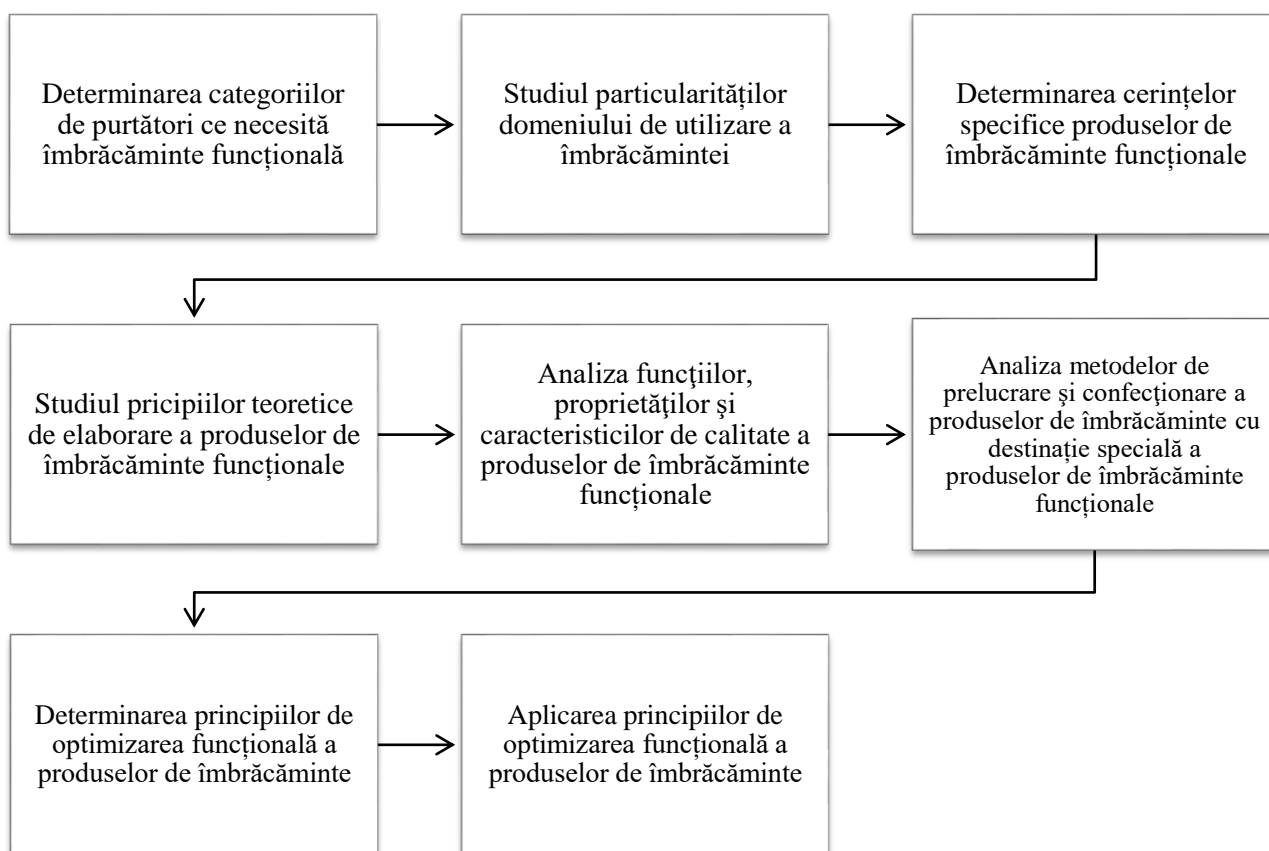 Determinarea categoriilor
de purtători ce necesită
îmbrăcăminte funcțională
Studiul particularităților
domeniului de utilizare a
îmbrăcămintei
Determinarea cerințelor
specifice produselor de
îmbrăcăminte funcționale
Studiul pricipiilor teoretice
de elaborare a produselor de
îmbrăcăminte funcționale
Analiza funcţiilor,
proprietăţilor şi
caracteristicilor de calitate a
produselor de îmbrăcăminte
funcționale
Analiza metodelor de
prelucrare şi confecţionare a
produselor de îmbrăcăminte cu
destinație specială a
produselor de îmbrăcăminte
funcționale
Determinarea principiilor de
optimizarea funcțională a
produselor de îmbrăcăminte
Aplicarea principiilor de
optimizarea funcțională a
produselor de îmbrăcăminte